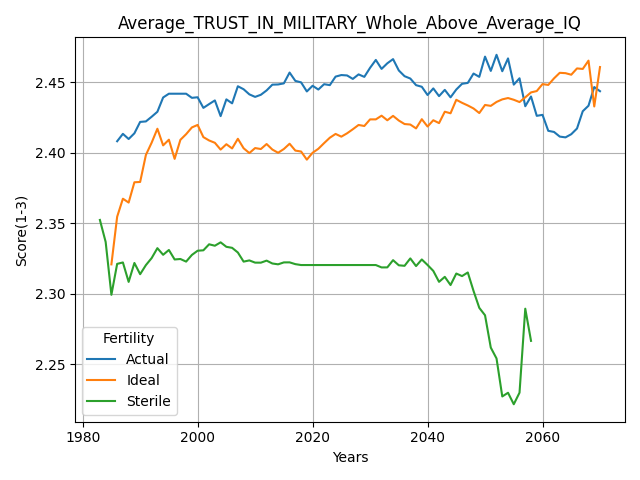 Average_TRUST_IN_MILITARY_Whole_Above_Average_IQ
Score(1-3)
2.45
2.40
2.35
2.30
2.25
Fertility
Actual
Ideal
Sterile
1980
2000
2020
2040
2060
Years